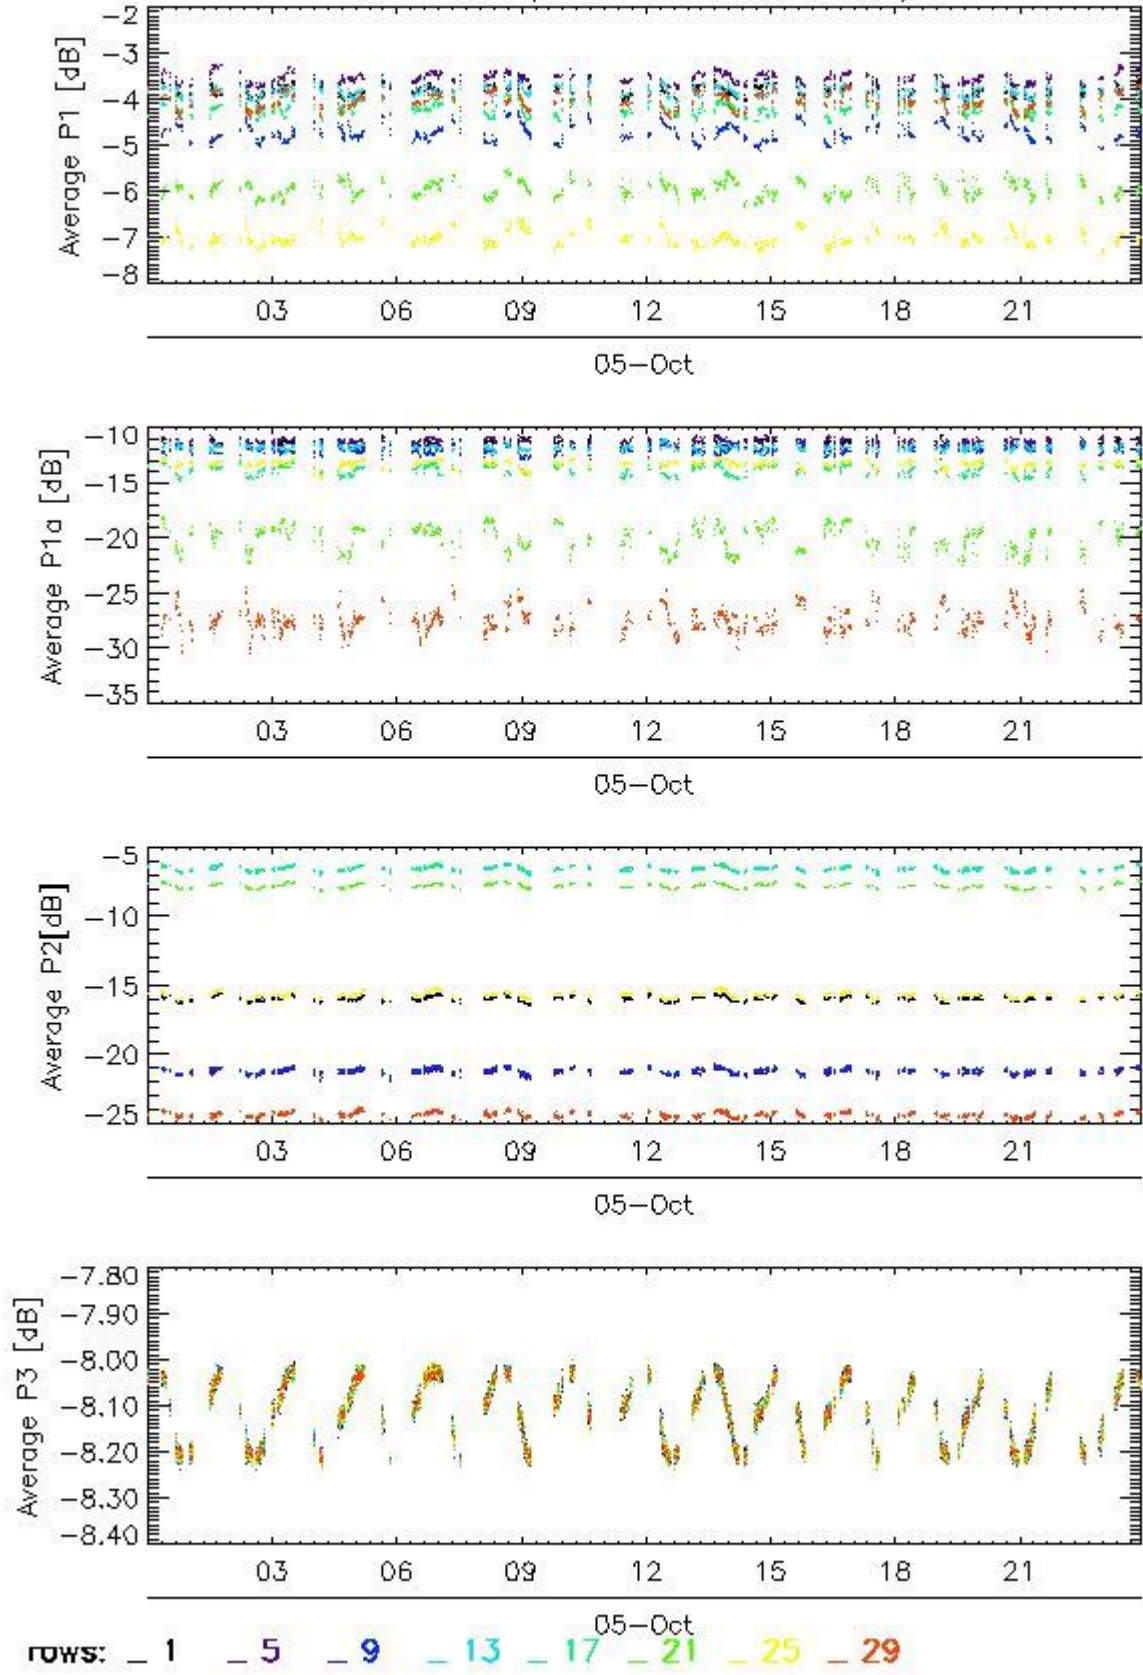 -2
-3
-4
-5
-6
-7
-8
Average P1 [dB]
03 06 09 12 15 18 21
05-Oct
-10
-15
-20
-25
-30
-35
Average P1a [dB]
03 06 09 12 15 18 21
05-Oct
-5
-10
-15
-20
-25
Average P2[dB]
03 06 09 12 15 18 21
05-Oct
-7.80
-7.90
-8.00
-8.10
-8.20
-8.30
-8.40
Average P3 [dB]
03 06 09 12 15 18 21
05-Oct
rows: _ 1 _ 5 _ 9 _ 13 _ 17 _ 21 _ 25 _ 29